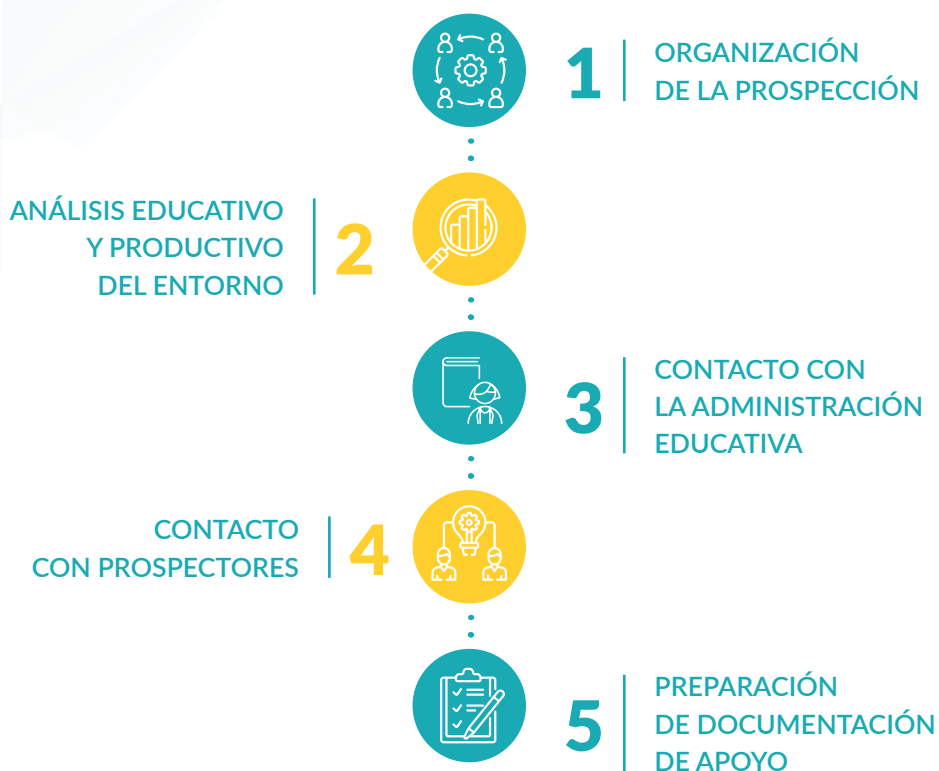 1
ORGANIZACIÓN
DE LA PROSPECCIÓN
ANÁLISIS EDUCATIVO
Y PRODUCTIVO
DEL ENTORNO
2
3
CONTACTO CON
LA ADMINISTRACIÓN
EDUCATIVA
CONTACTO
CON PROSPECTORES
4
5
PREPARACIÓN
DE DOCUMENTACIÓN
DE APOYO